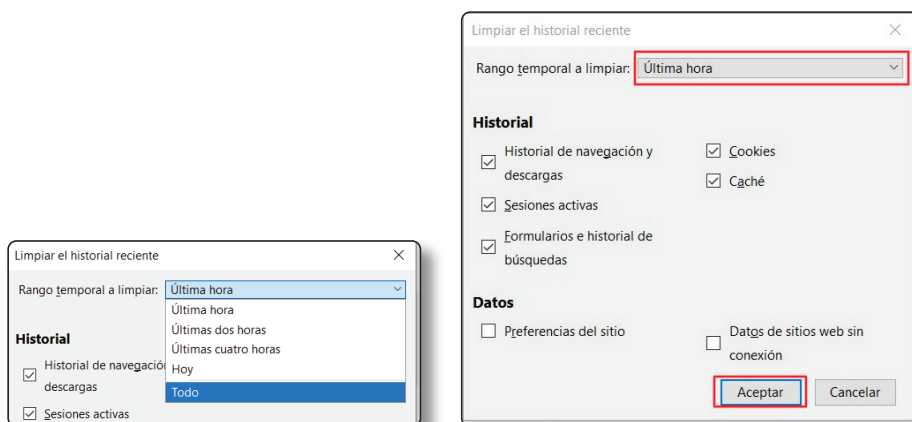 Limpiar el historial reciente
Rango temporal a limpiar: Última hora
Última hora
Últimas dos horas
Últimas cuatro horas
Hoy
Todo
Historial
Historial de navegació
descargas
Sesiones activas
Limpiar el historial reciente
Rango temporal a limpiar: Última hora
Historial
Historial de navegación y
descargas
Cookies
Caché
Sesiones activas
Formularios e historial de
búsquedas
Datos
Preferencias del sitio
Datos de sitios web sin
conexión
Aceptar Cancelar